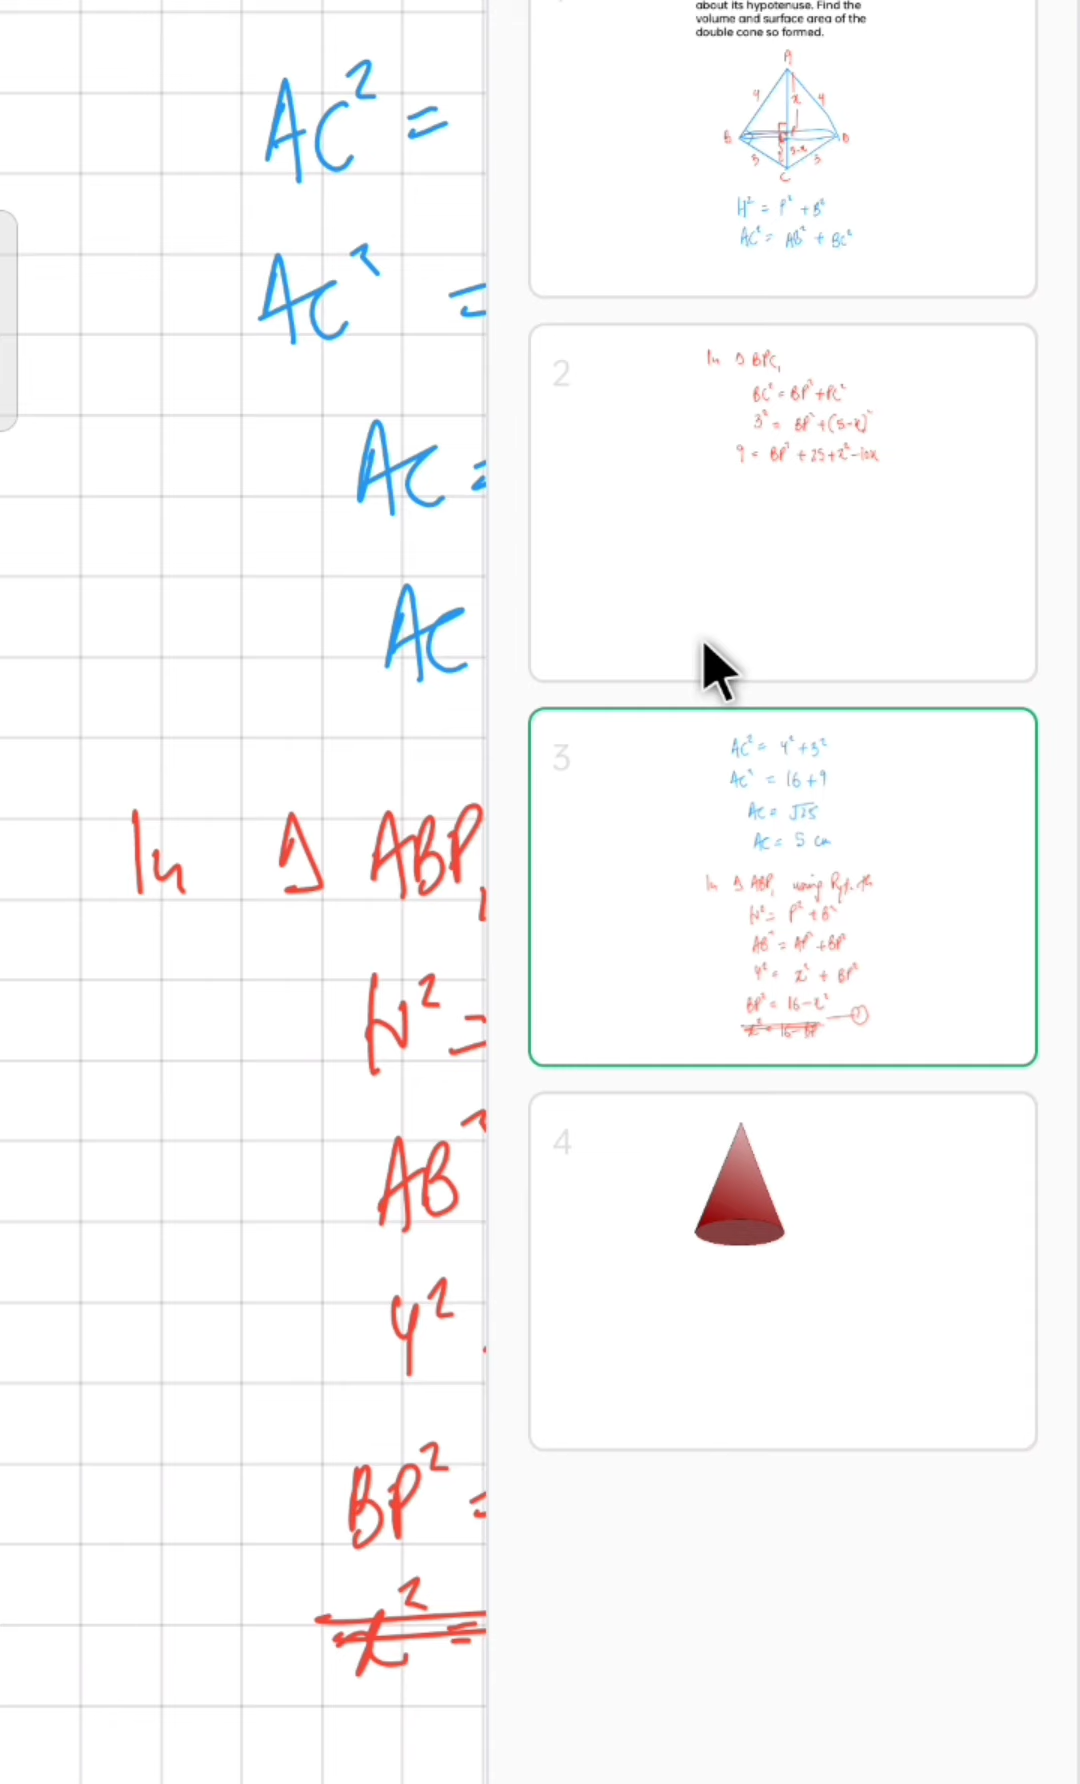 AC² =
AC² =
AC =
AC
In Δ ABP,
H² =
AB²
4²
BP² =
x² =
about its hypotenuse. Find the
volume and surface area of the
double cone so formed.
A
4 x 4
B P D
3 5-x 3
C
H² = P² + B²
AC² = AB² + BC²
2
In Δ BPC,
BC² = BP² + PC²
3² = BP² + (5-x)²
9 = BP² + 25 + x² - 10x
3
AC² = 4² + 3²
AC² = 16 + 9
AC = √25
AC = 5 cm
In Δ ABP, using Pyt. th
H² = P² + B²
AB² = AP² + BP²
4² = x² + BP²
BP² = 16 - x² — ①
x² = 16 - BP²
4